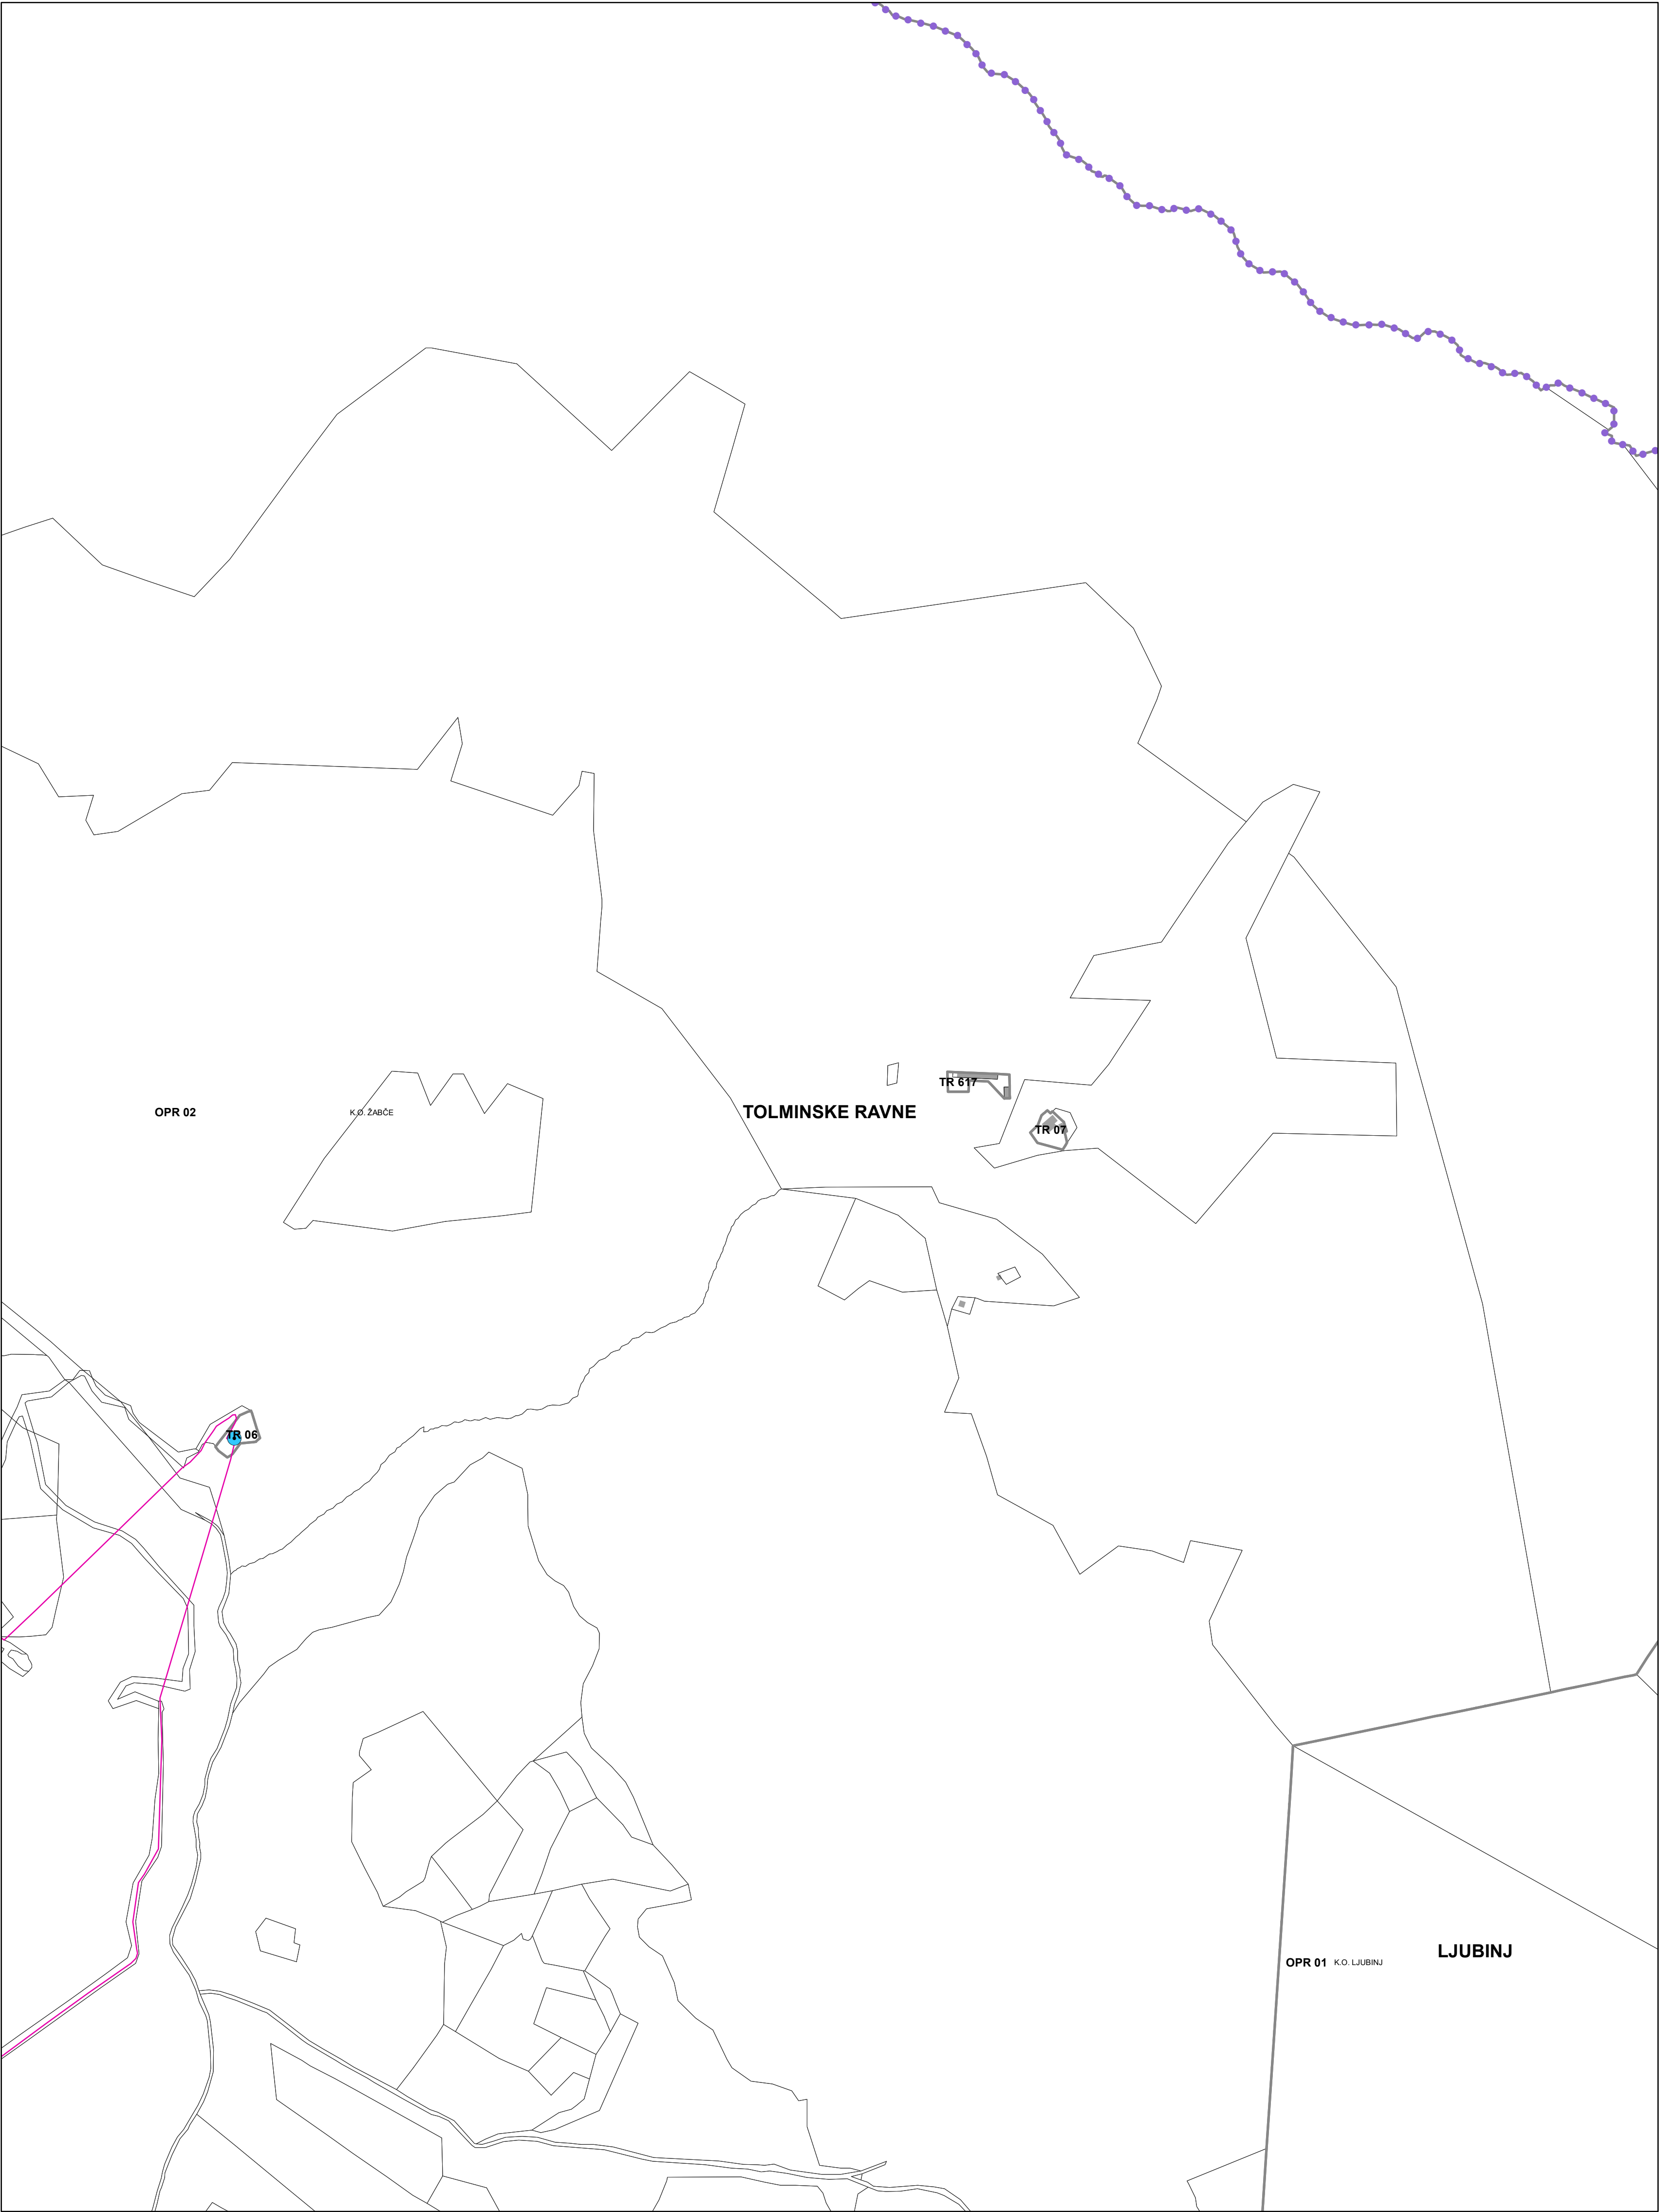 TR 617
OPR 02
K.O. ŽABČE
TOLMINSKE RAVNE
TR 07
TR 06
LJUBINJ
OPR 01
K.O. LJUBINJ